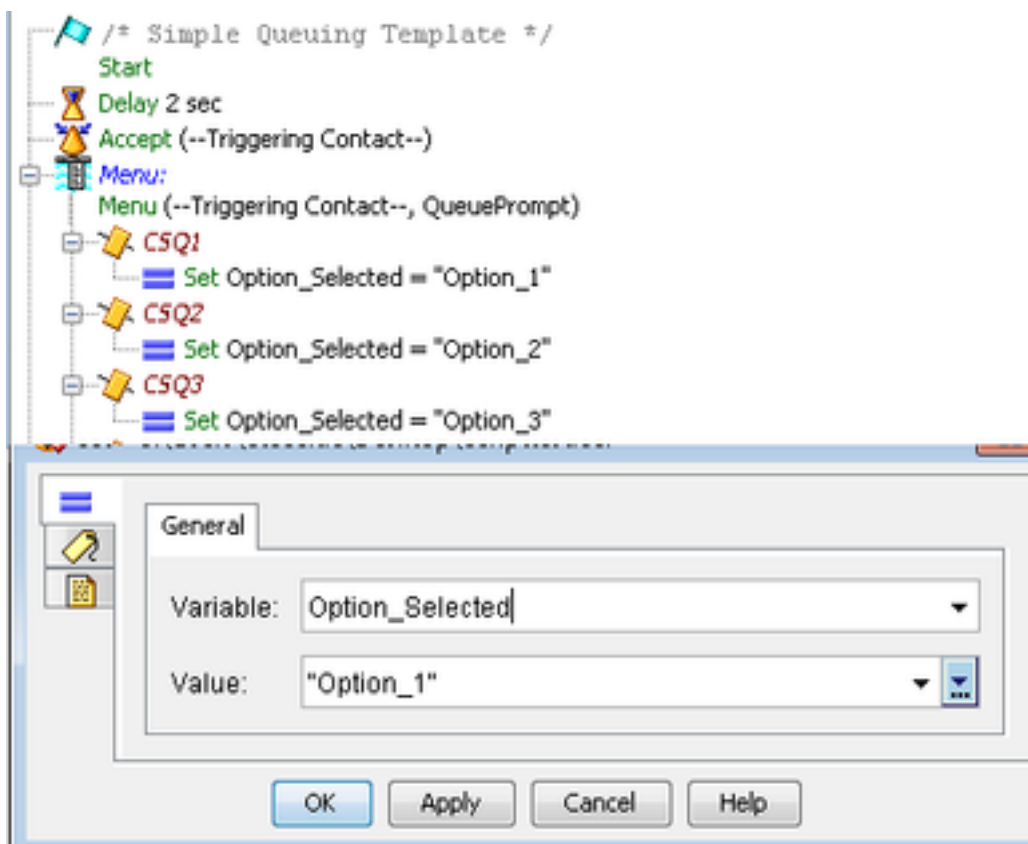 /* Simple Queuing Template */
Start
Delay 2 sec
Accept (--Triggering Contact--)
Menu:
Menu (--Triggering Contact--, QueuePrompt)
CSQ1
Set Option_Selected = "Option_1"
CSQ2
Set Option_Selected = "Option_2"
CSQ3
Set Option_Selected = "Option_3"
General
Variable: Option_Selected
Value: "Option_1"
OK Apply Cancel Help